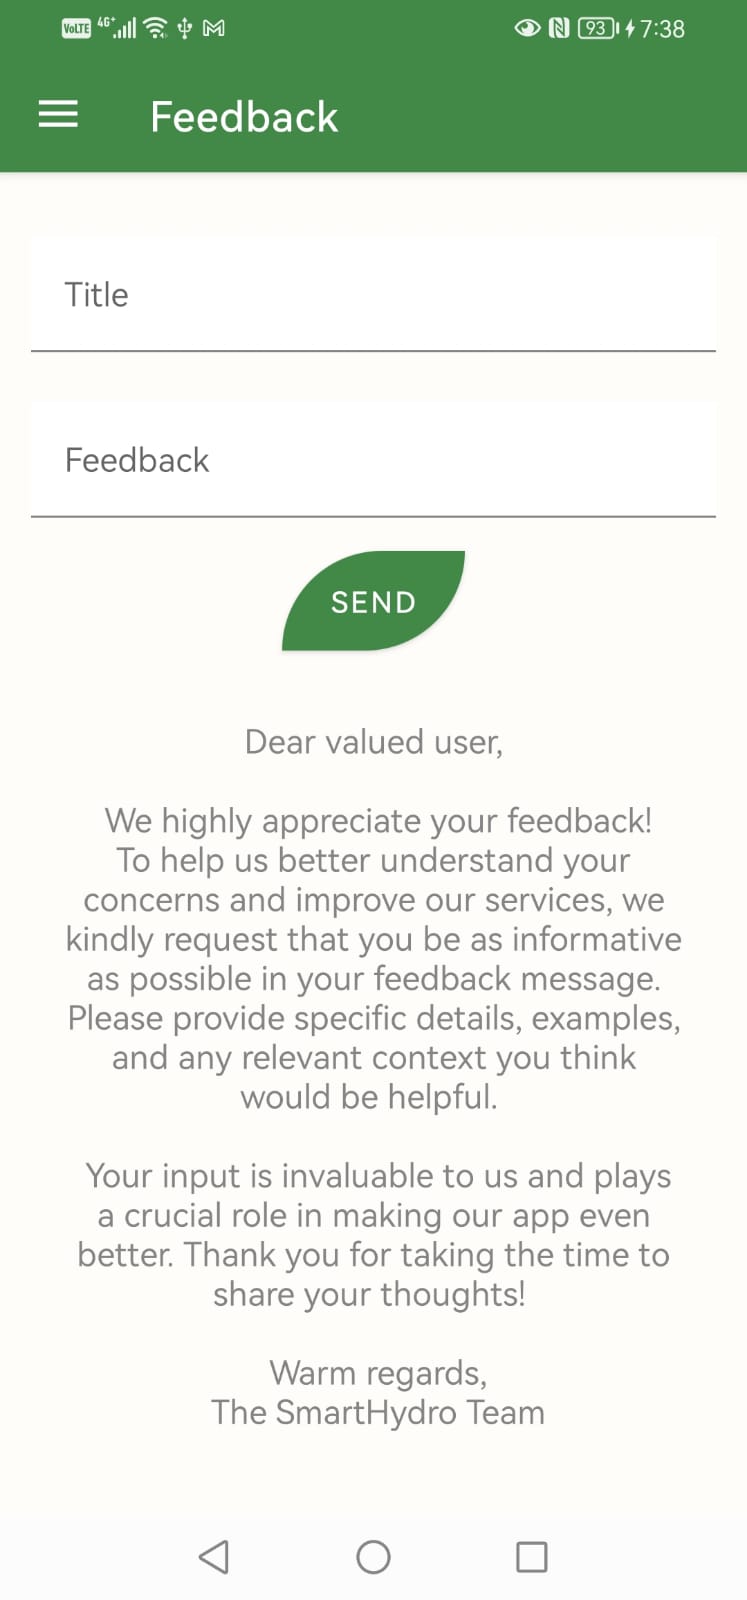 VoLTE 4G+ 93 7:38
Feedback
Title
Feedback
SEND
Dear valued user,
We highly appreciate your feedback!
To help us better understand your
concerns and improve our services, we
kindly request that you be as informative
as possible in your feedback message.
Please provide specific details, examples,
and any relevant context you think
would be helpful.
Your input is invaluable to us and plays
a crucial role in making our app even
better. Thank you for taking the time to
share your thoughts!
Warm regards,
The SmartHydro Team